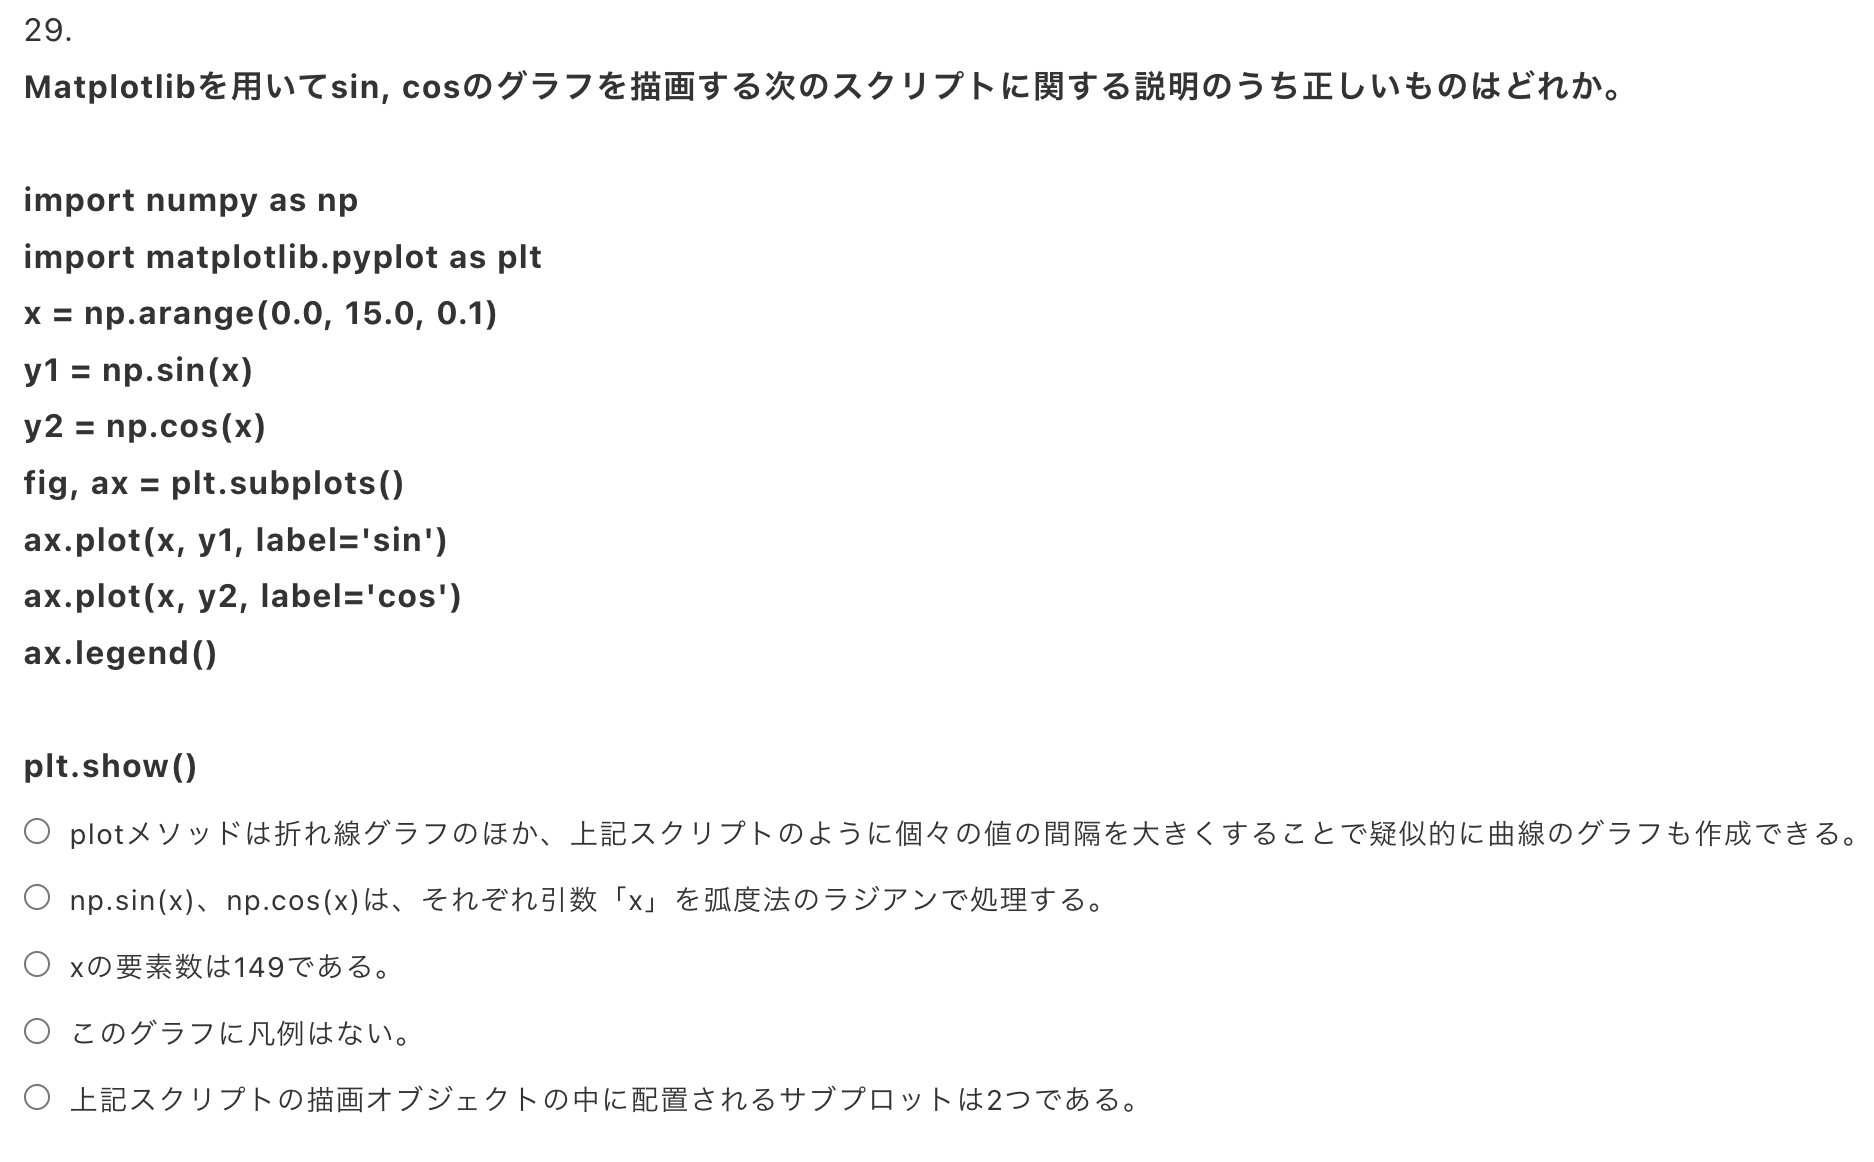 29.
Matplotlibを用いてsin, cosのグラフを描画する次のスクリプトに関する説明のうち正しいものはどれか。
import numpy as np
import matplotlib.pyplot as plt
x = np.arange(0.0, 15.0, 0.1)
y1 = np.sin(x)
y2 = np.cos(x)
fig, ax = plt.subplots()
ax.plot(x, y1, label='sin')
ax.plot(x, y2, label='cos')
ax.legend()
plt.show()
plotメソッドは折れ線グラフのほか、上記スクリプトのように個々の値の間隔を大きくすることで疑似的に曲線のグラフも作成できる。
np.sin(x)、np.cos(x)は、それぞれ引数「x」を弧度法のラジアンで処理する。
xの要素数は149である。
このグラフに凡例はない。
上記スクリプトの描画オブジェクトの中に配置されるサブプロットは2つである。